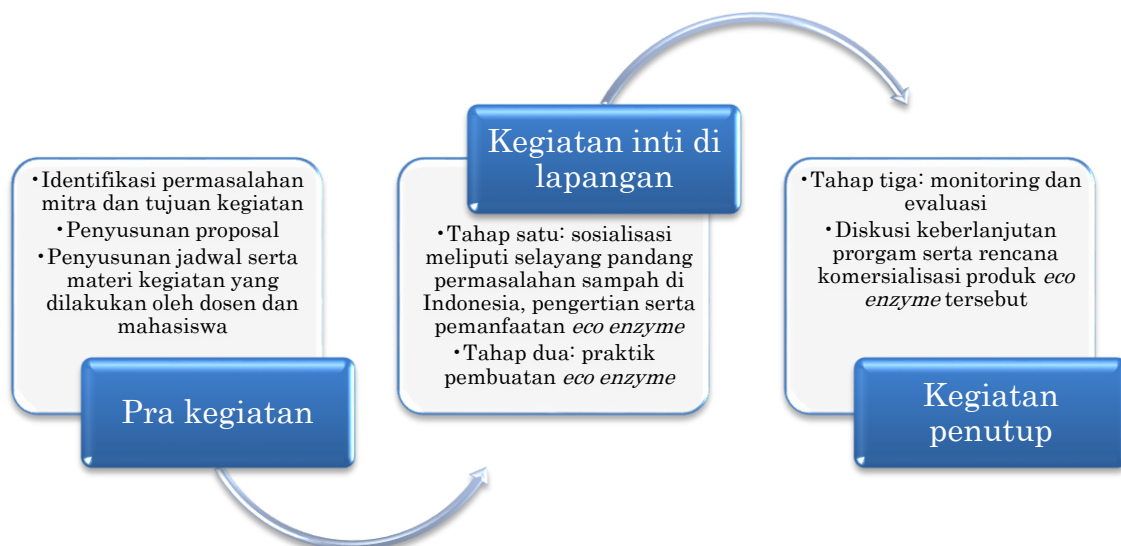 •Identifikasi permasalahan
mitra dan tujuan kegiatan
•Penyusunan proposal
•Penyusunan jadwal serta
materi kegiatan yang
dilakukan oleh dosen dan
mahasiswa
Pra kegiatan
Kegiatan inti di
lapangan
•Tahap satu: sosialisasi
meliputi selayang pandang
permasalahan sampah di
Indonesia, pengertian serta
pemanfaatan eco enzyme
•Tahap dua: praktik
pembuatan eco enzyme
•Tahap tiga: monitoring dan
evaluasi
•Diskusi keberlanjutan
prorgam serta rencana
komersialisasi produk eco
enzyme tersebut
Kegiatan
penutup